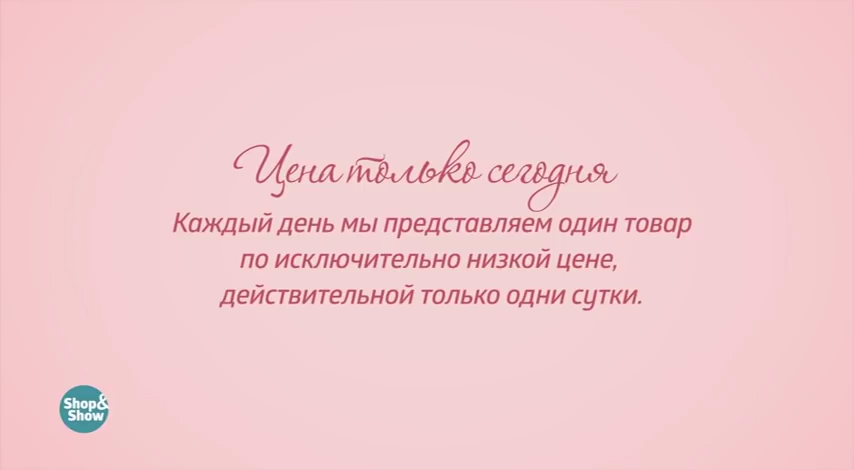 Цена только сегодня
Каждый день мы представляем один товар
по исключительно низкой цене,
действительной только одни сутки.
Shop&
Show